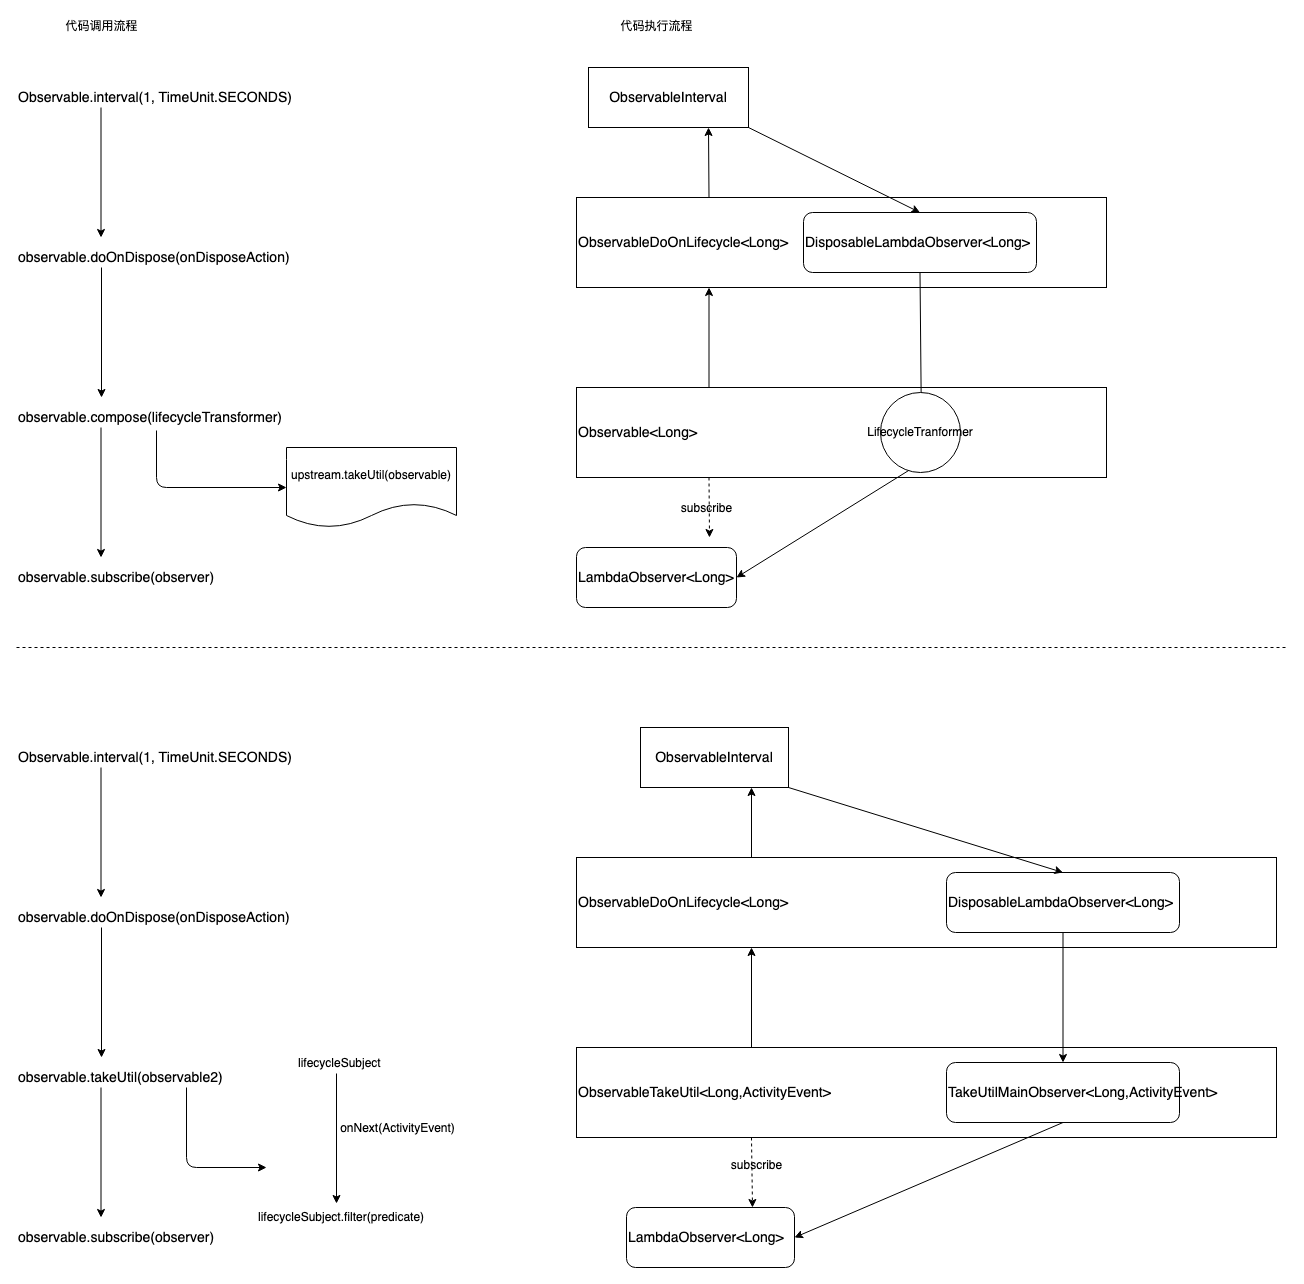 代码调用流程
代码执行流程
Observable.interval(1, TimeUnit.SECONDS)
ObservableInterval
observable.doOnDispose(onDisposeAction)
ObservableDoOnLifecycle<Long>
DisposableLambdaObserver<Long>
observable.compose(lifecycleTransformer)
upstream.takeUtil(observable)
Observable<Long>
LifecycleTranformer
subscribe
observable.subscribe(observer)
LambdaObserver<Long>
Observable.interval(1, TimeUnit.SECONDS)
ObservableInterval
observable.doOnDispose(onDisposeAction)
ObservableDoOnLifecycle<Long>
DisposableLambdaObserver<Long>
observable.takeUtil(observable2)
lifecycleSubject
onNext(ActivityEvent)
lifecycleSubject.filter(predicate)
ObservableTakeUtil<Long,ActivityEvent>
TakeUtilMainObserver<Long,ActivityEvent>
subscribe
observable.subscribe(observer)
LambdaObserver<Long>